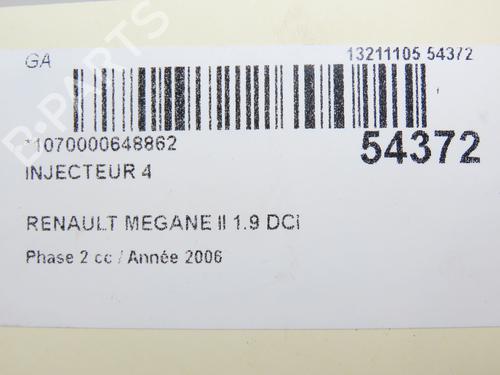 GA
13211105 54372
*1070000648862
54372
INJECTEUR 4
RENAULT MEGANE II 1.9 DCi
Phase 2 cc / Année 2006
B-PARTS